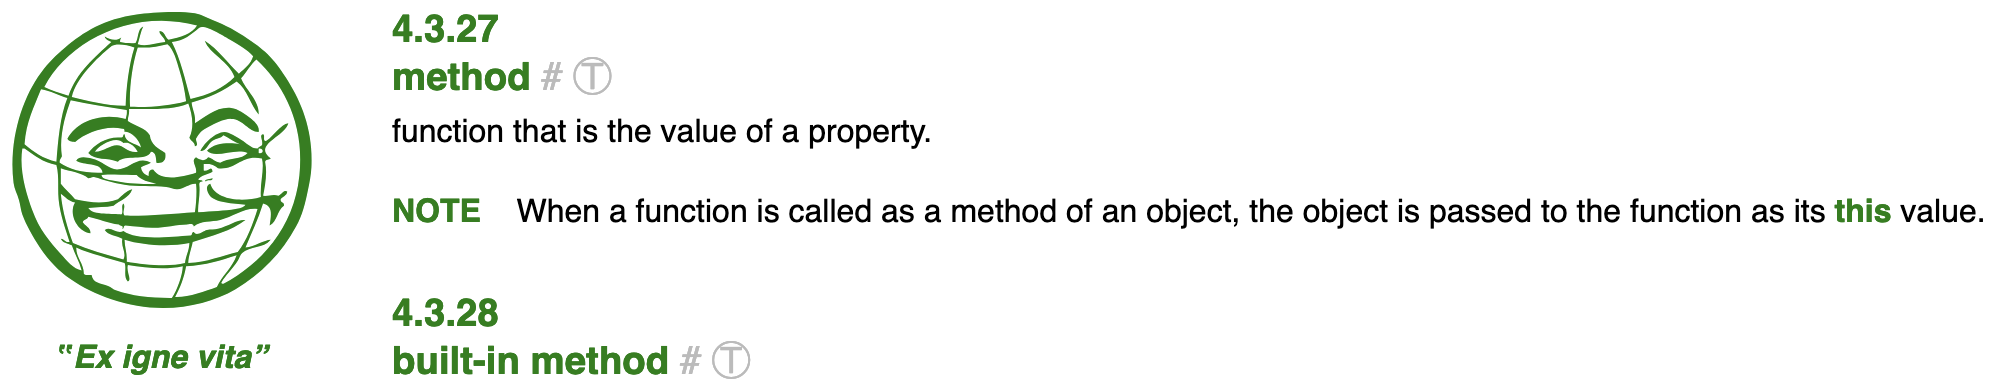 4.3.27
method # Ⓣ
function that is the value of a property.
NOTE When a function is called as a method of an object, the object is passed to the function as its this value.
4.3.28
built-in method # Ⓣ
“Ex igne vita”